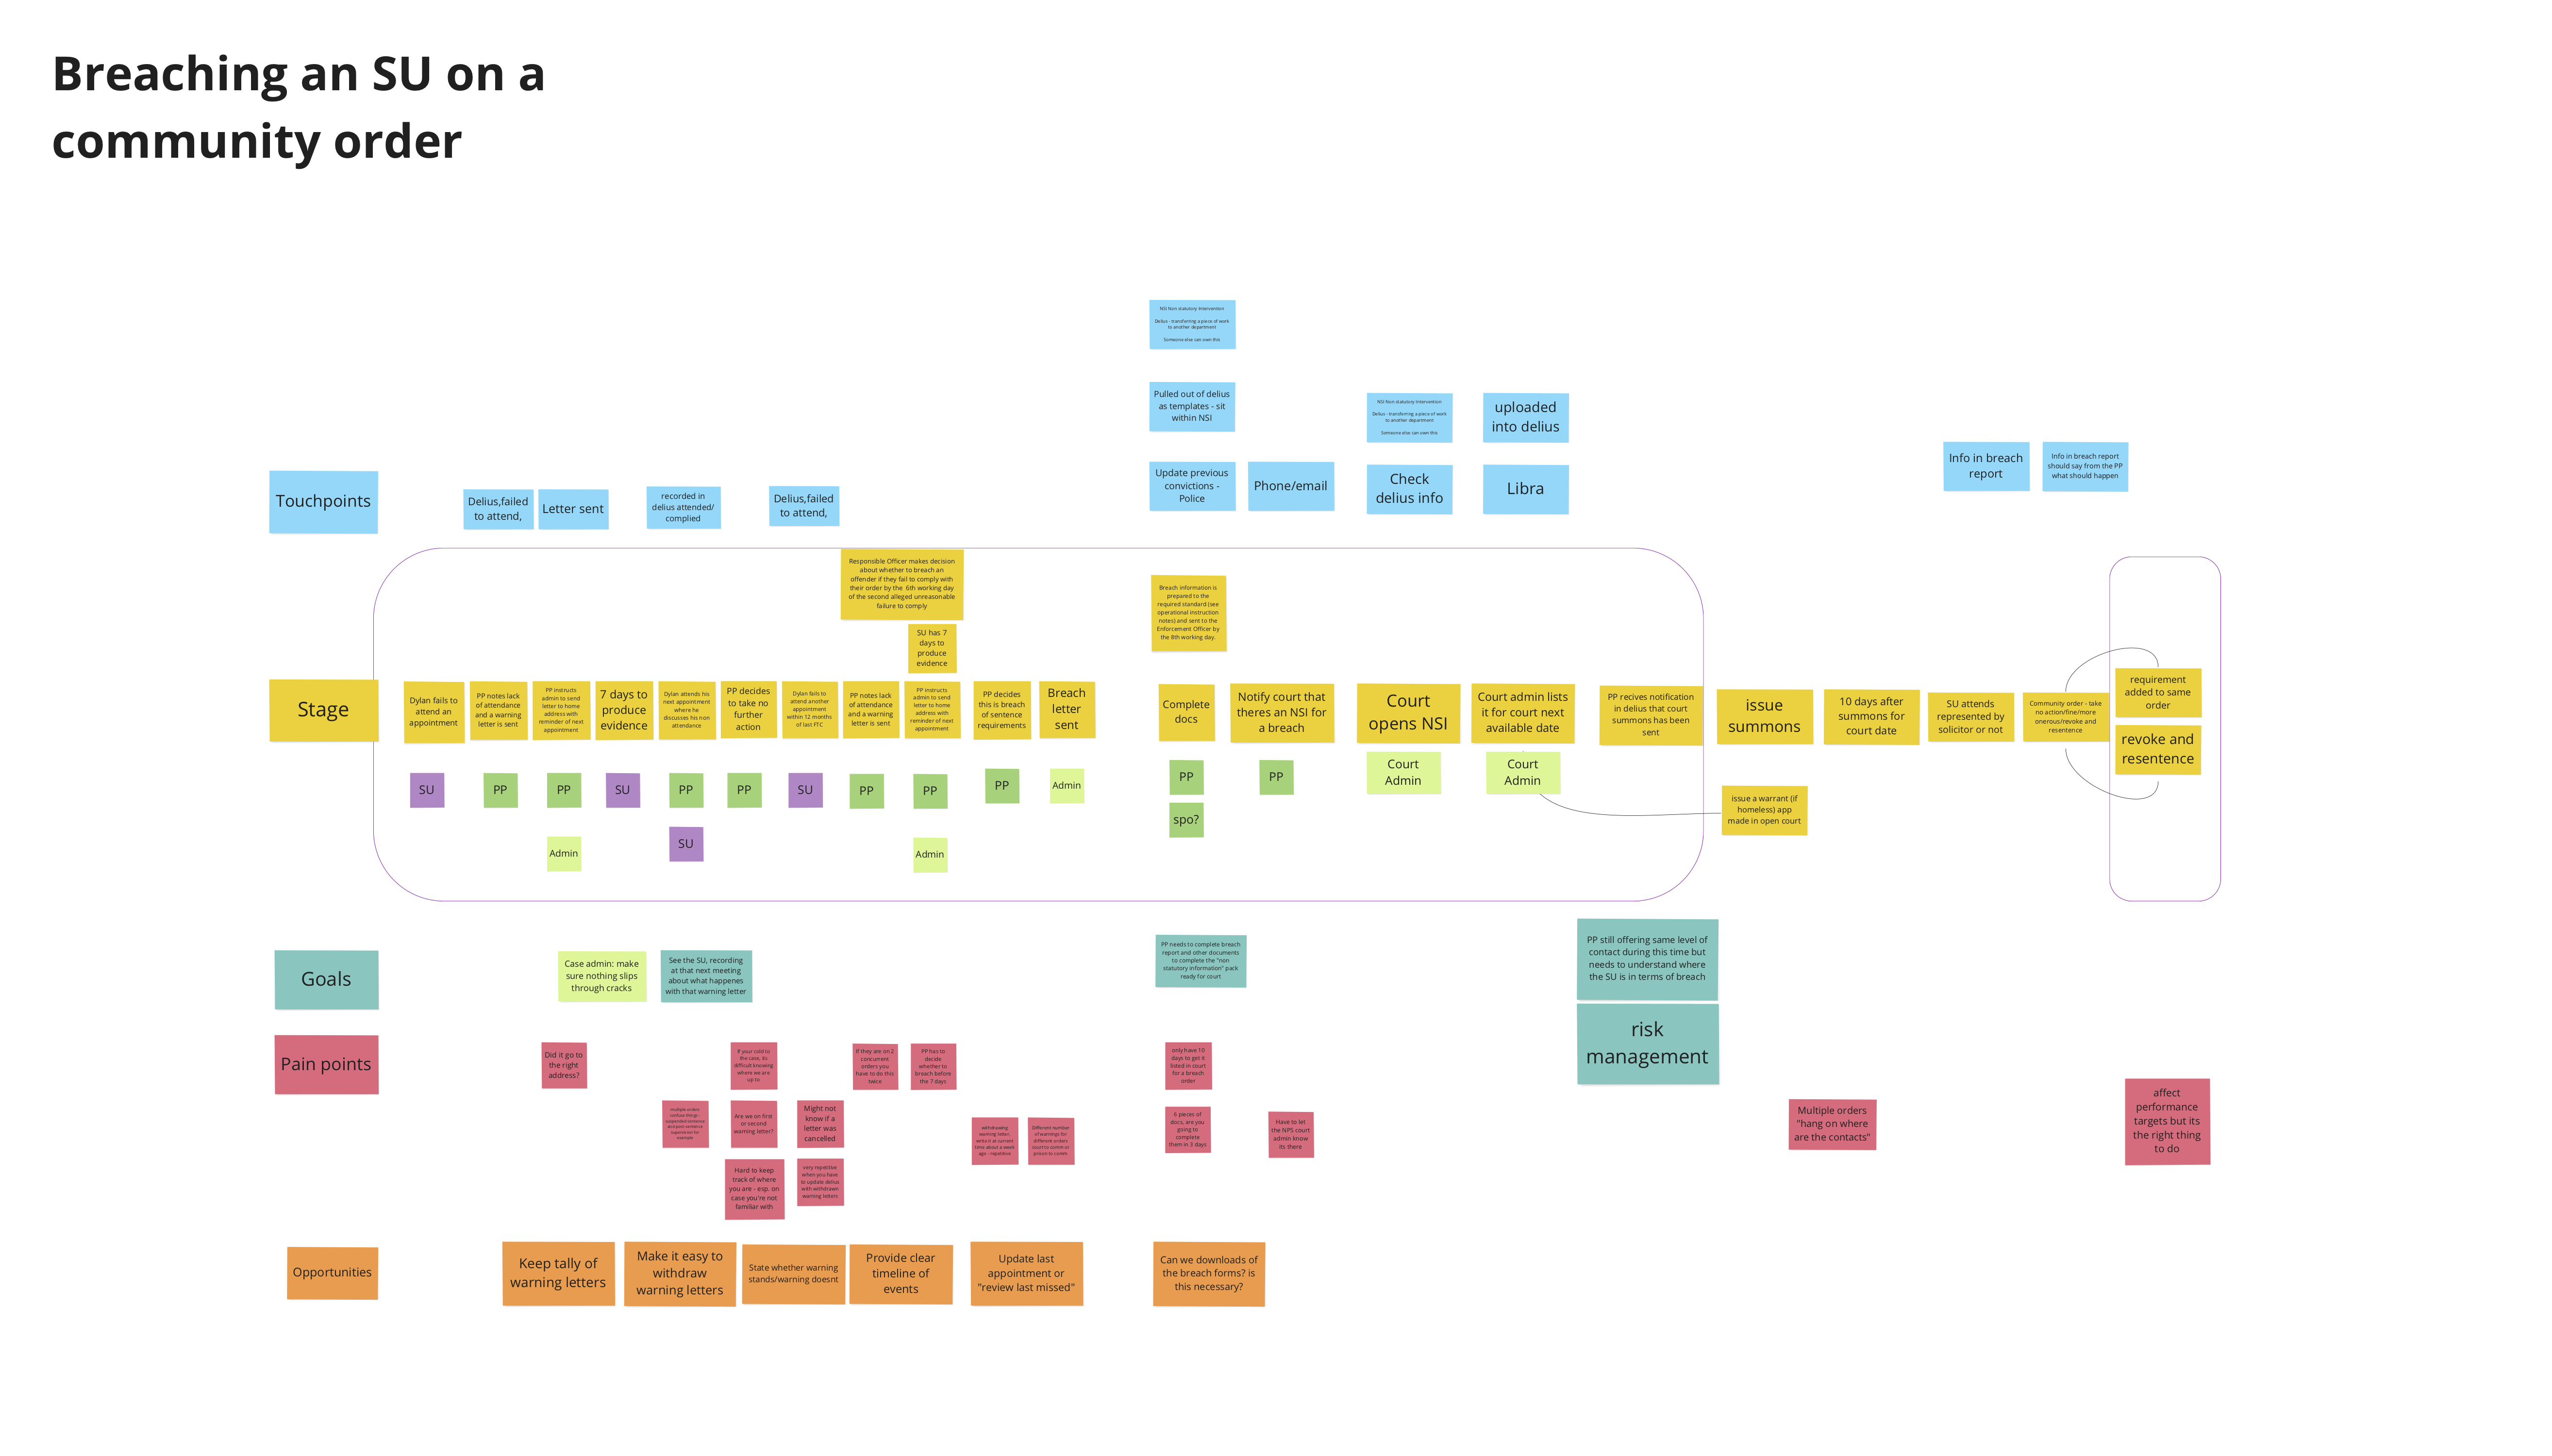 Breaching an SU on a
community order
NSI Non statutory Intervention
Delius - transferring a piece of work
to another department
Someone else can own this
Pulled out of delius
as templates - sit
within NSI
NSI Non statutory Intervention
Delius - transferring a piece of work
to another department
Someone else can own this
uploaded
into delius
Touchpoints
Delius,failed
to attend,
Letter sent
recorded in
delius attended/
complied
Delius,failed
to attend,
Update previous
convictions -
Police
Phone/email
Check
delius info
Libra
Info in breach
report
Info in breach report
should say from the PP
what should happen
Responsible Officer makes decision
about whether to breach an
offender if they fail to comply with
their order by the 6th working day
of the second alleged unreasonable
failure to comply
SU has 7
days to
produce
evidence
Breach information is
prepared to the
required standard (see
operational instruction
notes) and sent to the
Enforcement Officer by
the 8th working day.
Stage
Dylan fails to
attend an
appointment
PP notes lack
of attendance
and a warning
letter is sent
PP instructs
admin to send
letter to home
address with
reminder of next
appointment
7 days to
produce
evidence
Dylan attends his
next appointment
where he
discusses his non
attendance
PP decides
to take no
further
action
Dylan fails to
attend another
appointment
within 12 months
of last FTC
PP notes lack
of attendance
and a warning
letter is sent
PP instructs
admin to send
letter to home
address with
reminder of next
appointment
PP decides
this is breach
of sentence
requirements
Breach
letter
sent
Complete
docs
Notify court that
theres an NSI for
a breach
Court
opens NSI
Court admin lists
it for court next
available date
PP recives notification
in delius that court
summons has been
sent
issue
summons
10 days after
summons for
court date
SU attends
represented by
solicitor or not
Community order - take
no action/fine/more
onerous/revoke and
resentence
requirement
added to same
order
revoke and
resentence
SU
PP
PP
SU
PP
PP
SU
PP
PP
PP
Admin
PP
PP
Court
Admin
Court
Admin
Admin
SU
Admin
spo?
issue a warrant (if
homeless) app
made in open court
Goals
Case admin: make
sure nothing slips
through cracks
See the SU, recording
at that next meeting
about what happenes
with that warning letter
PP needs to complete breach
report and other documents
to complete the "non
statutory information" pack
ready for court
PP still offering same level of
contact during this time but
needs to understand where
the SU is in terms of breach
risk
management
Pain points
Did it go to
the right
address?
If your cold to
the case, its
difficult knowing
where we are
up to
If they are on 2
concurrent
orders you
have to do this
twice
PP has to
decide
whether to
breach before
the 7 days
only have 10
days to get it
listed in court
for a breach
order
multiple orders
confuse things -
suspended sentence
and post sentence
supervision for
example
Are we on first
or second
warning letter?
Might not
know if a
letter was
cancelled
withdrawing
warning letter,
write it at current
time about a week
ago - repetitive
Different number
of warnings for
different orders
court to comm or
prison to comm
6 pieces of
docs, are you
going to
complete
them in 3 days
Have to let
the NPS court
admin know
its there
Multiple orders
"hang on where
are the contacts"
affect
performance
targets but its
the right thing
to do
Hard to keep
track of where
you are - esp. on
case you're not
familiar with
very repetitive
when you have
to update delius
with withdrawn
warning letters
Opportunities
Keep tally of
warning letters
Make it easy to
withdraw
warning letters
State whether warning
stands/warning doesnt
Provide clear
timeline of
events
Update last
appointment or
"review last missed"
Can we downloads of
the breach forms? is
this necessary?